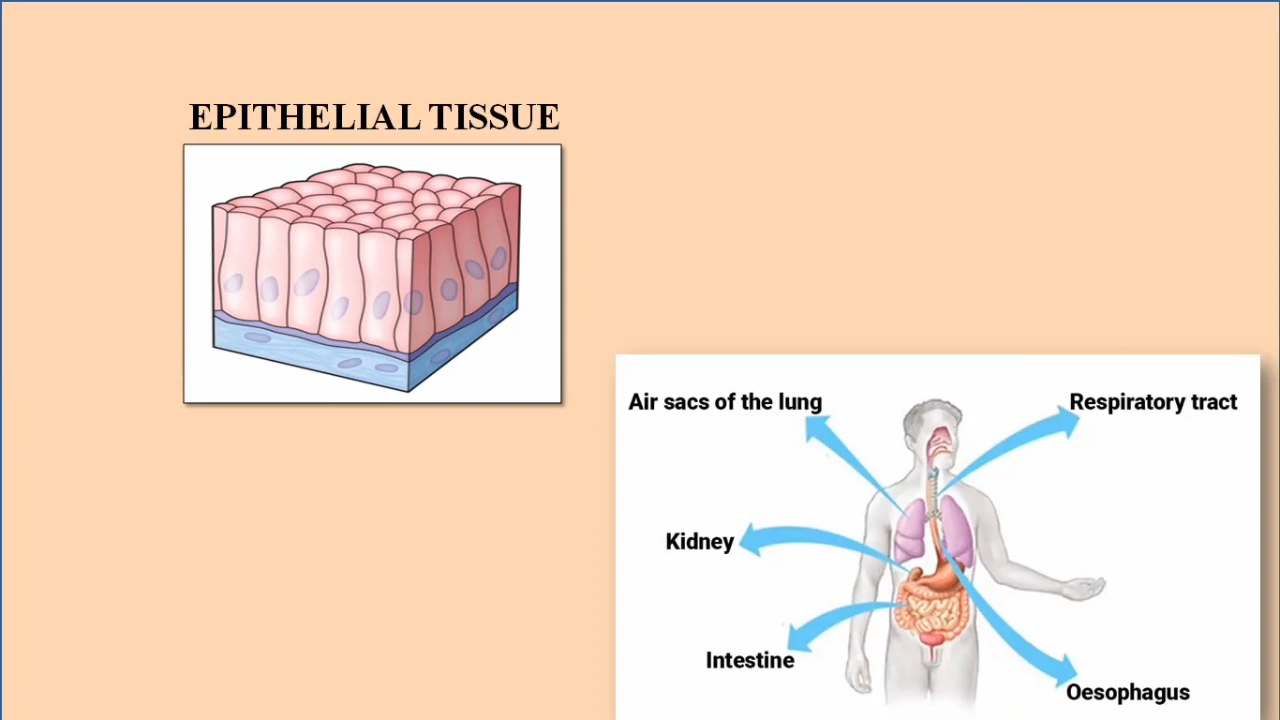 EPITHELIAL TISSUE
Air sacs of the lung
Respiratory tract
Kidney
Intestine
Oesophagus